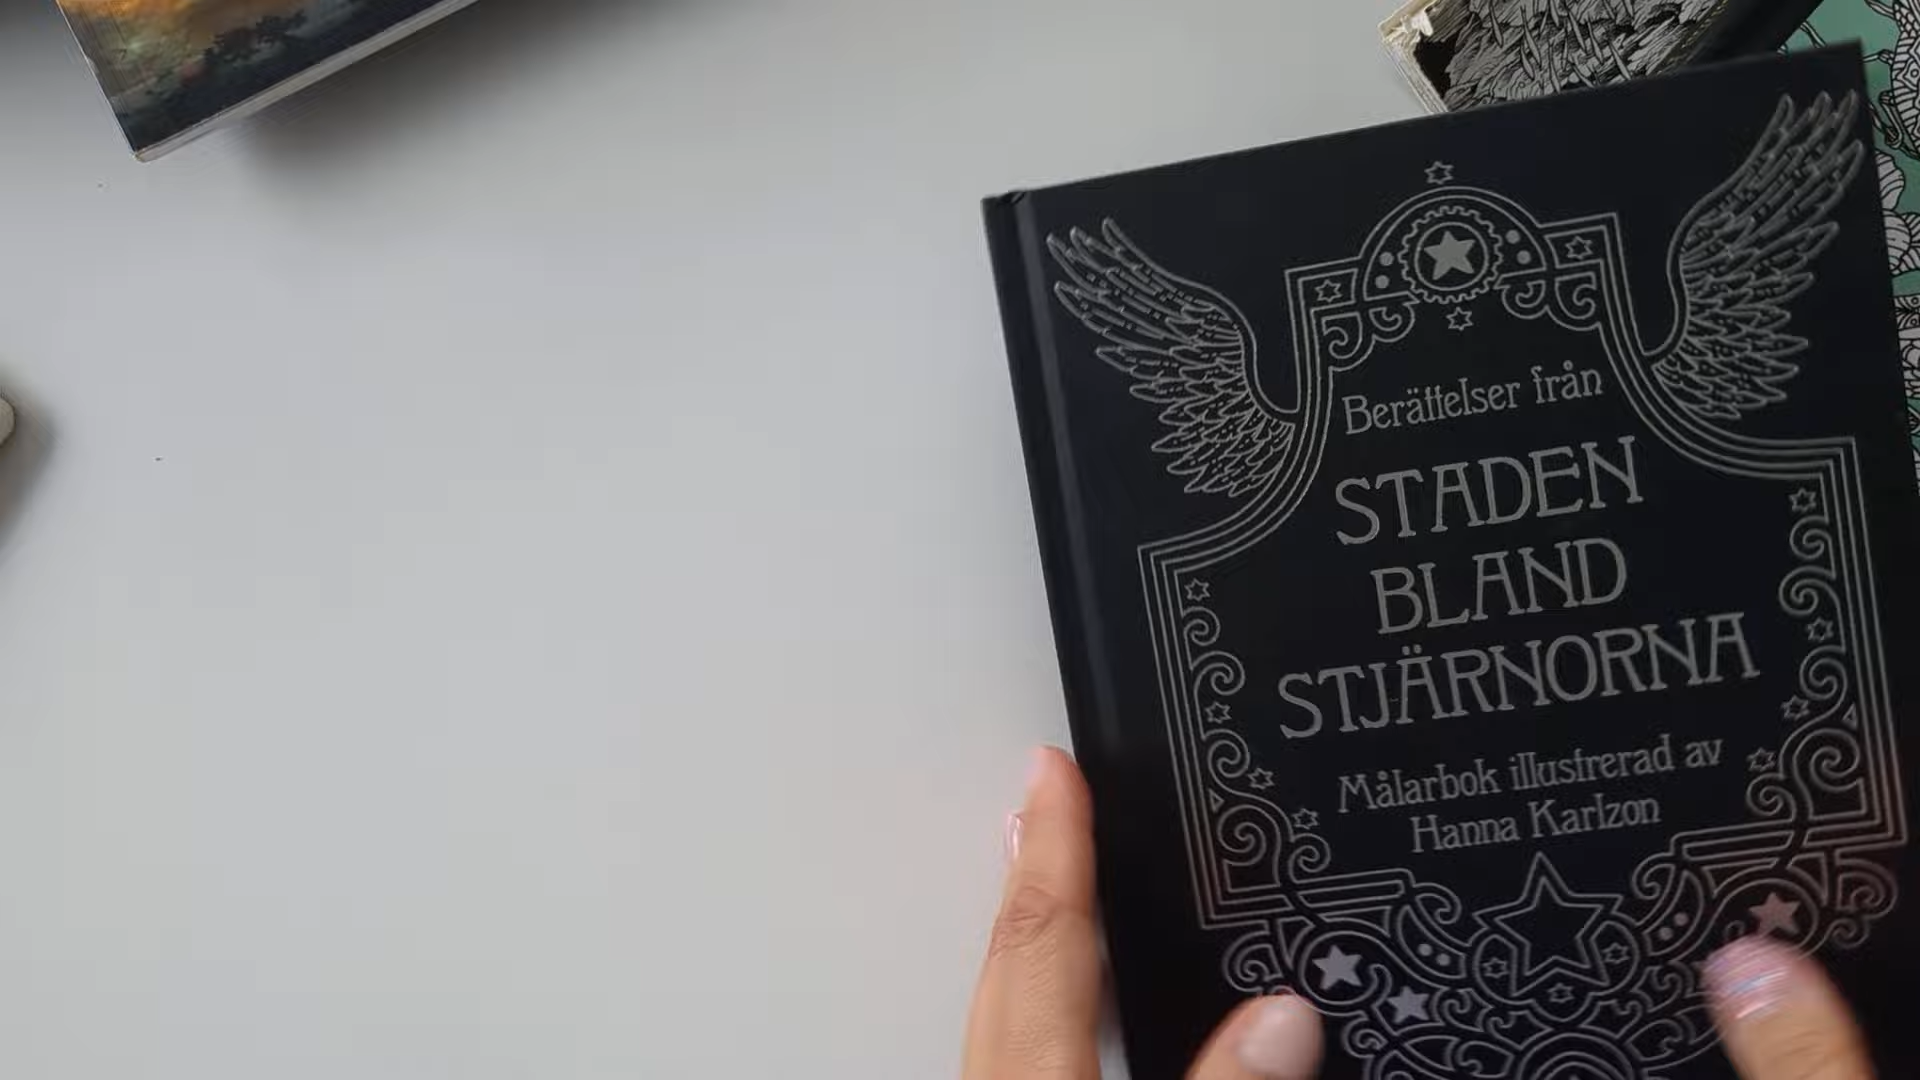 Berättelser från
STADEN
BLAND
STJÄRNORNA
Målarbok illustrerad av
Hanna Karlzon